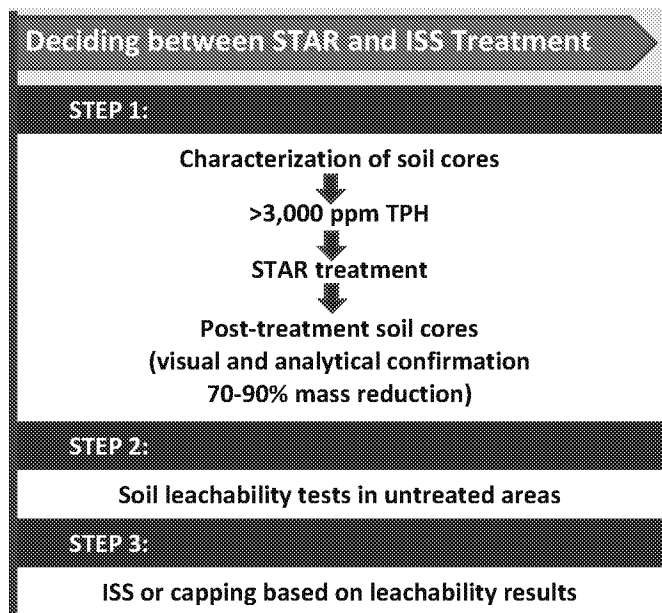 Deciding between STAR and ISS Treatment
STEP 1:
Characterization of soil cores
>3,000 ppm TPH
STAR treatment
Post-treatment soil cores
(visual and analytical confirmation
70-90% mass reduction)
STEP 2:
Soil leachability tests in untreated areas
STEP 3:
ISS or capping based on leachability results